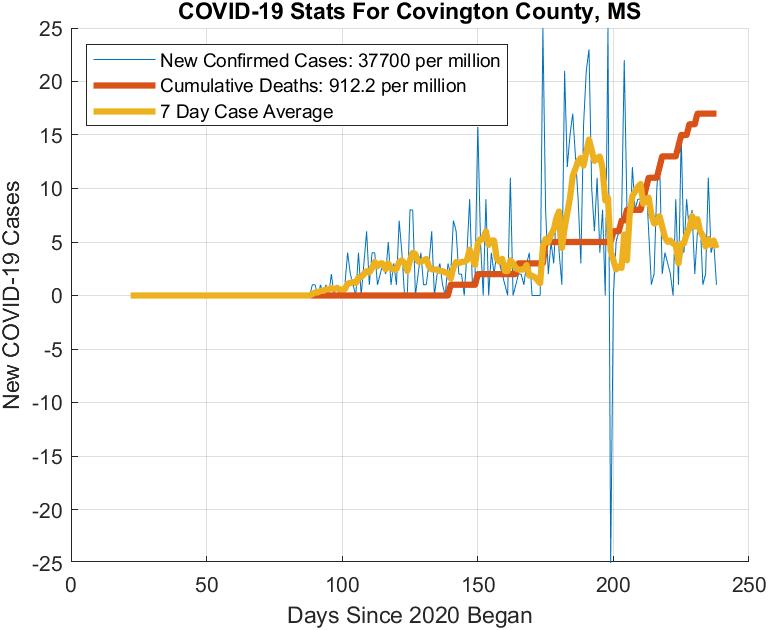 COVID-19 Stats For Covington County, MS
New Confirmed Cases: 37700 per million
Cumulative Deaths: 912.2 per million
7 Day Case Average
New COVID-19 Cases
25
20
15
10
5
0
-5
-10
-15
-20
-25
0 50 100 150 200 250
Days Since 2020 Began